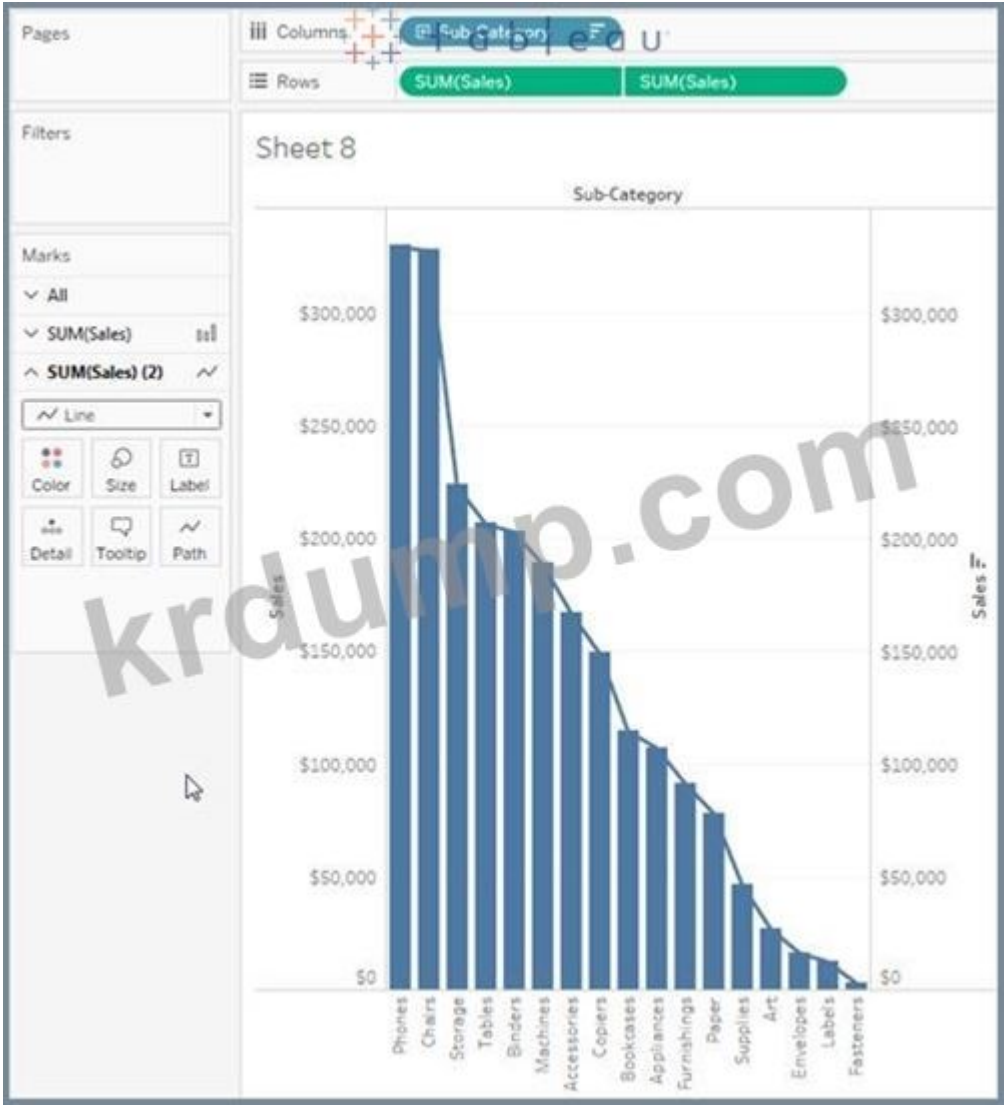 Pages
Columns
Sub-Category
tableau
Rows
SUM(Sales)
SUM(Sales)
Filters
Sheet 8
Sub-Category
Marks
All
SUM(Sales)
SUM(Sales) (2)
Line
Color
Size
Label
Detail
Tooltip
Path
Sales
$300,000
$250,000
$200,000
$150,000
$100,000
$50,000
$0
$300,000
$250,000
$200,000
$150,000
$100,000
$50,000
$0
Sales
Phones
Chairs
Storage
Tables
Binders
Machines
Accessories
Copiers
Bookcases
Appliances
Furnishings
Paper
Supplies
Art
Envelopes
Labels
Fasteners
krdump.com